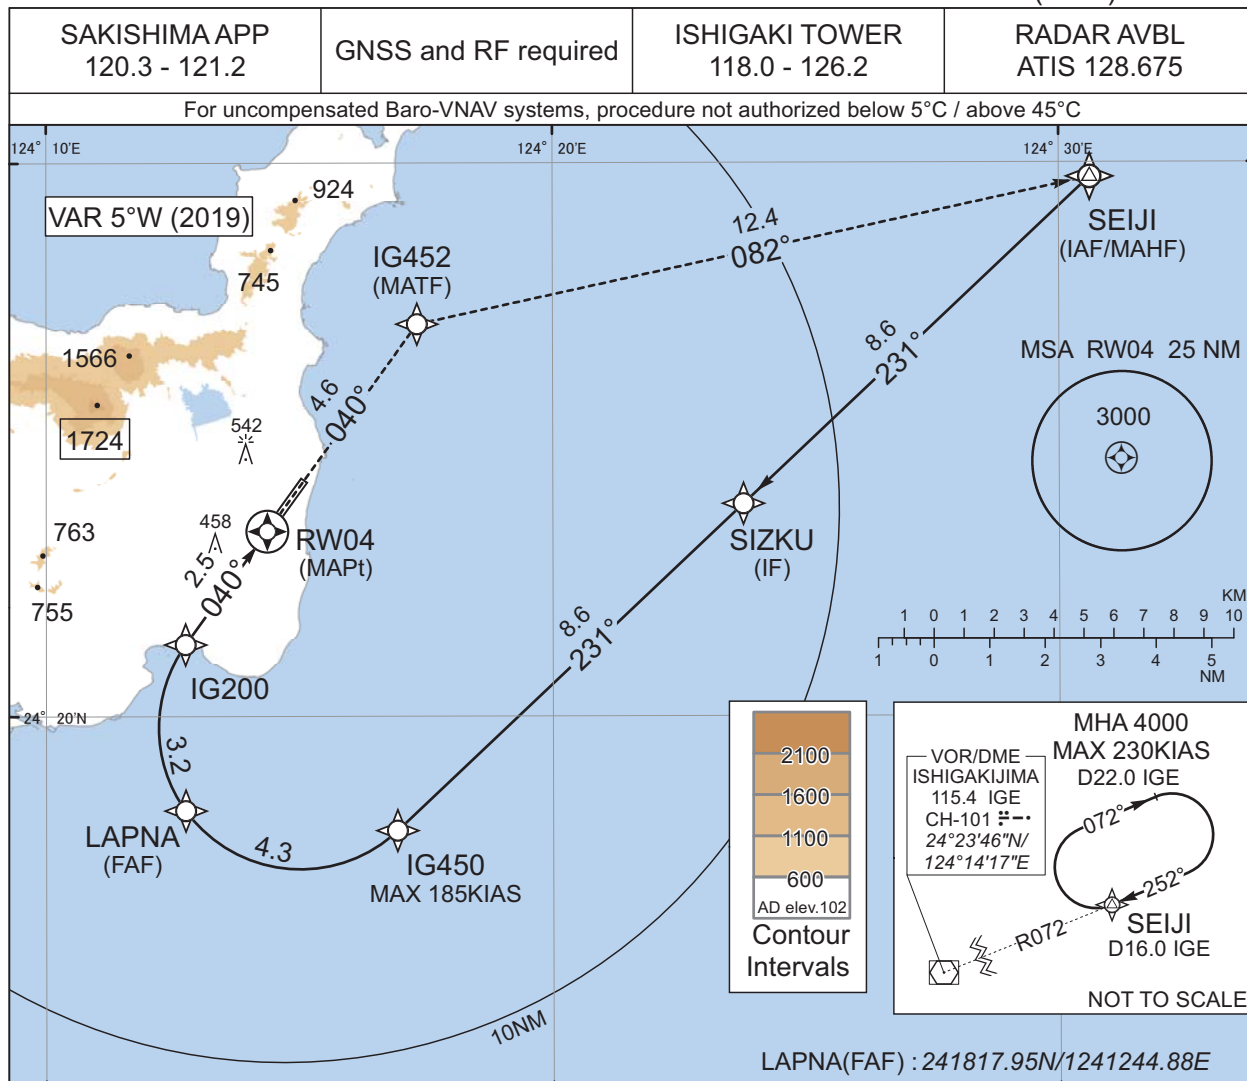 SAKISHIMA APP
120.3 - 121.2
GNSS and RF required
ISHIGAKI TOWER
118.0 - 126.2
RADAR AVBL
ATIS 128.675
For uncompensated Baro-VNAV systems, procedure not authorized below 5°C / above 45°C
124° 10'E
124° 20'E
124° 30'E
VAR 5°W (2019)
924
745
IG452
(MATF)
12.4
082°
SEIJI
(IAF/MAHF)
1566
1724
542
4.6
040°
8.6
231°
MSA RW04 25 NM
3000
763
755
458
2.5
040°
RW04
(MAPt)
SIZKU
(IF)
8.6
231°
KM
1 0 1 2 3 4 5 6 7 8 9 10
1 0 1 2 3 4 5
NM
IG200
24° 20'N
3.2
LAPNA
(FAF)
4.3
IG450
MAX 185KIAS
10NM
2100
1600
1100
600
AD elev.102
Contour
Intervals
MHA 4000
MAX 230KIAS
D22.0 IGE
VOR/DME
ISHIGAKIJIMA
115.4 IGE
CH-101
24°23'46"N/
124°14'17"E
072°
252°
R072
SEIJI
D16.0 IGE
NOT TO SCALE
LAPNA(FAF) : 241817.95N/1241244.88E